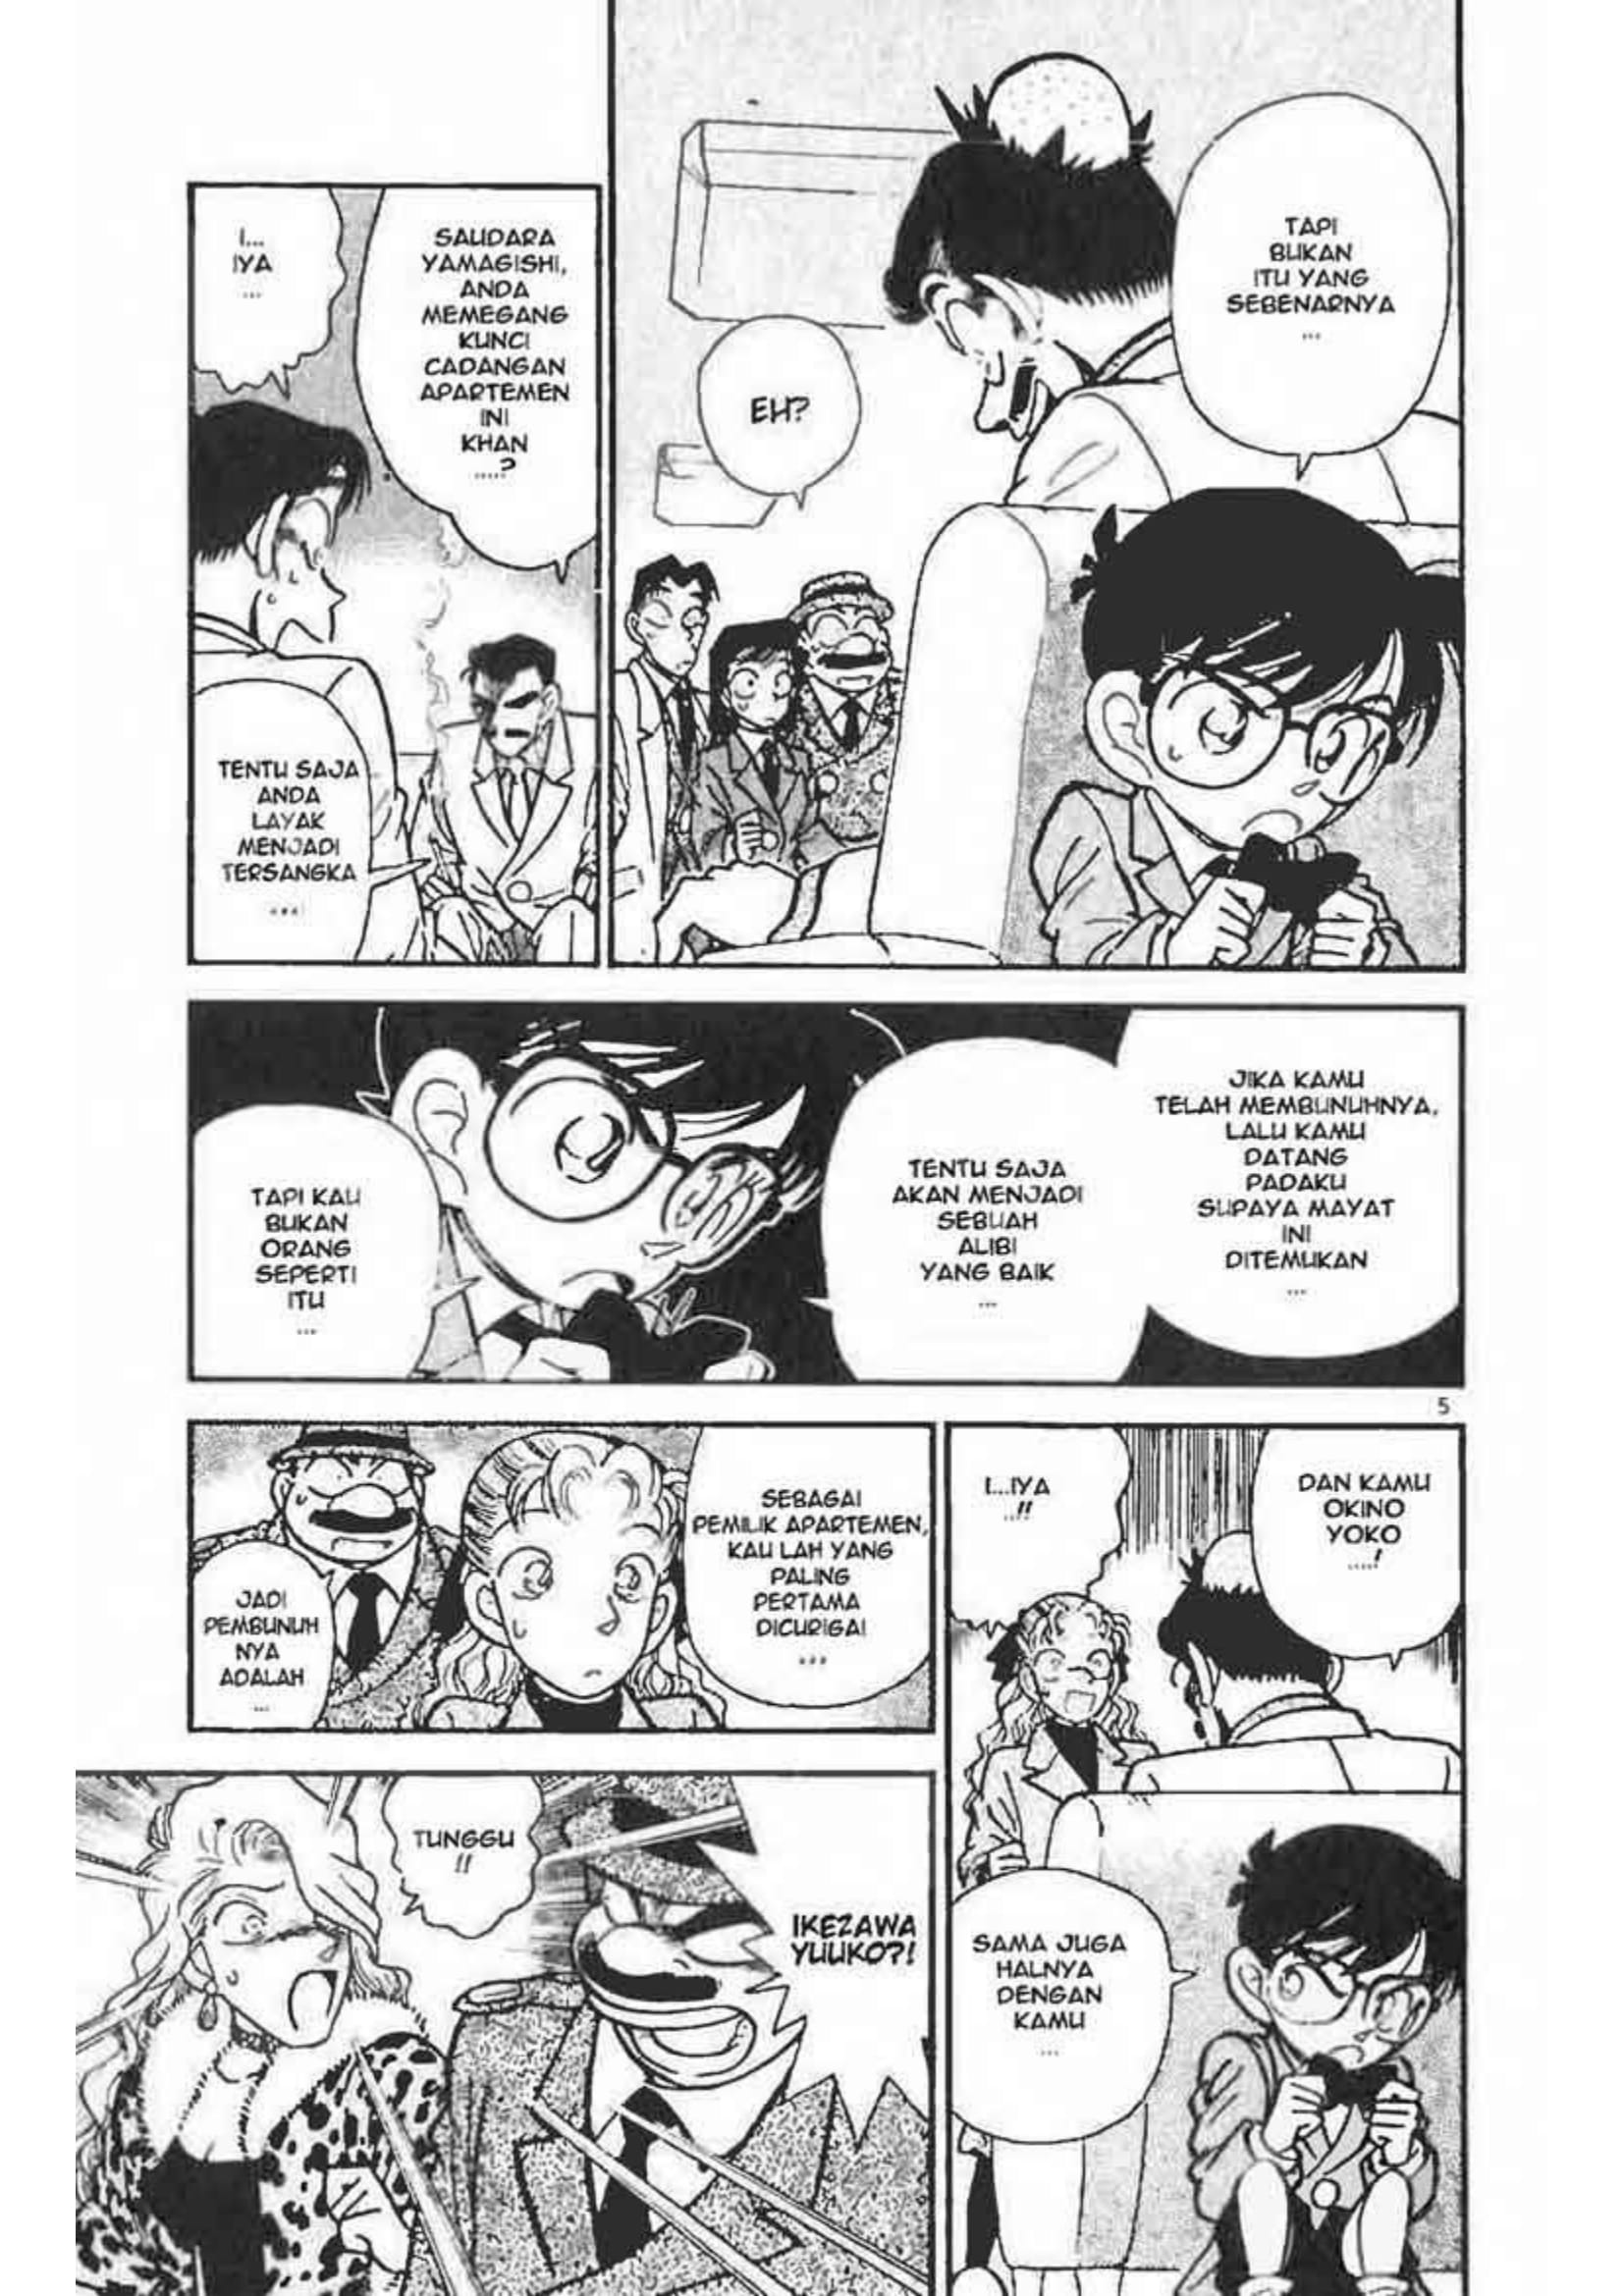 TAPI
BUKAN
ITU YANG
SEBENARNYA
...
EH?
SAUDARA
YAMAGISHI,
ANDA
MEMEGANG
KUNCI
CADANGAN
APARTEMEN
INI
KHAN
.....?
I...
IYA
...
TENTU SAJA
ANDA
LAYAK
MENJADI
TERSANGKA
...
JIKA KAMU
TELAH MEMBUNUHNYA,
LALU KAMU
DATANG
PADAKU
SUPAYA MAYAT
INI
DITEMUKAN
...
TENTU SAJA
AKAN MENJADI
SEBUAH
ALIBI
YANG BAIK
...
TAPI KAU
BUKAN
ORANG
SEPERTI
ITU
...
5
DAN KAMU
OKINO
YOKO
.....!
I...IYA
..!!
SAMA JUGA
HALNYA
DENGAN
KAMU
...
SEBAGAI
PEMILIK APARTEMEN,
KAU LAH YANG
PALING
PERTAMA
DICURIGAI
...
JADI
PEMBUNUH
NYA
ADALAH
...
IKEZAWA
YUUKO?!
TUNGGU
!!